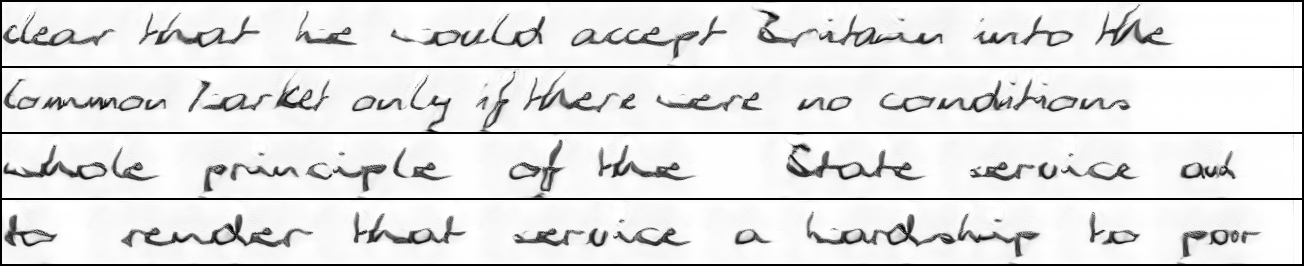 clear that he would accept Britain into the
Common Market only if there were no conditions
whole principle of the State service and
to render that service a hardship to poor